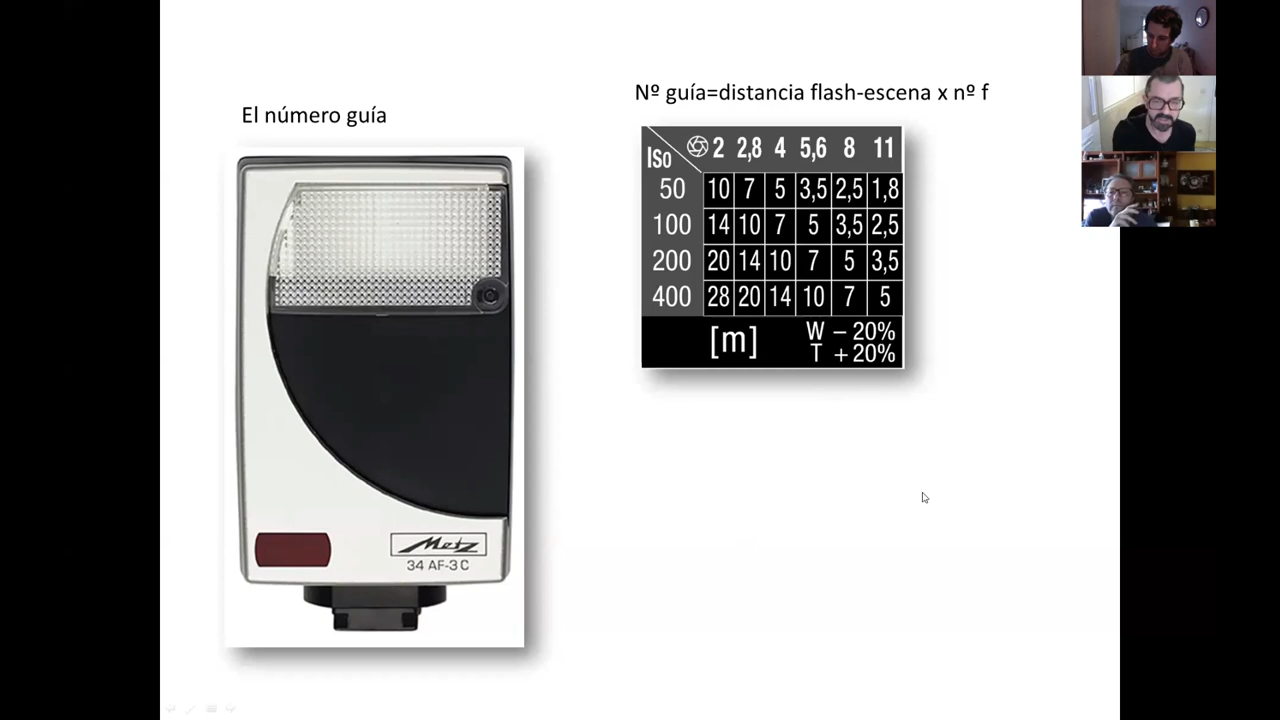 El número guía
Nº guía=distancia flash-escena x nº f
Iso 2 2,8 4 5,6 8 11
50 10 7 5 3,5 2,5 1,8
100 14 10 7 5 3,5 2,5
200 20 14 10 7 5 3,5
400 28 20 14 10 7 5
[m] W – 20%
T + 20%
Metz
34 AF-3 C